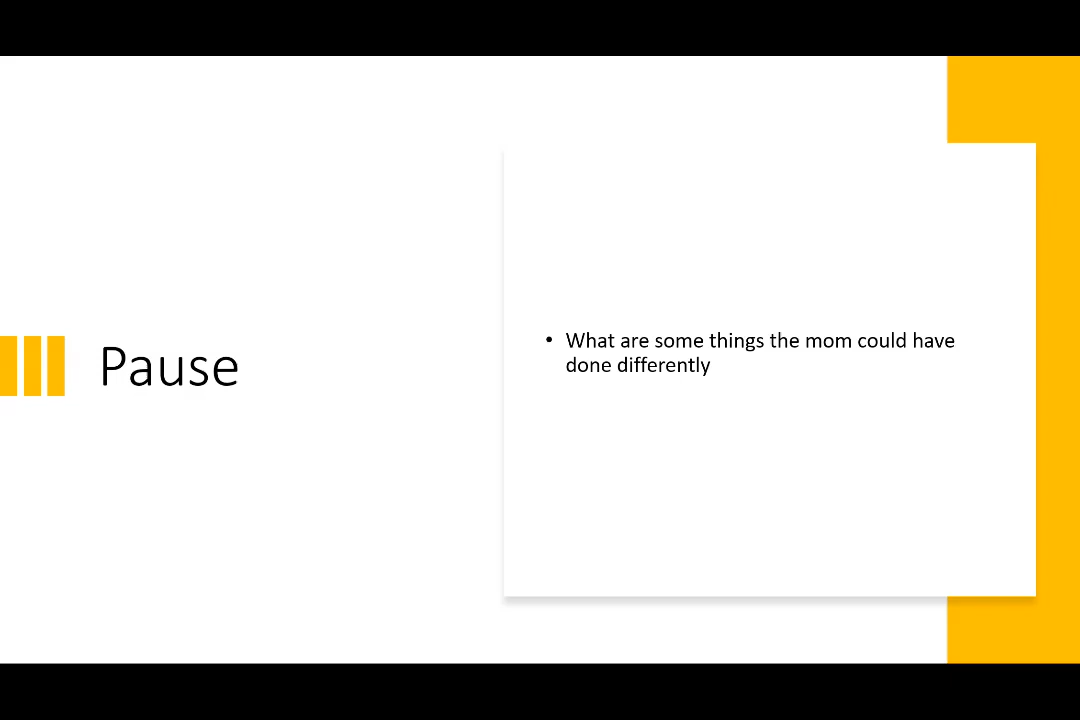 Pause
• What are some things the mom could have
done differently